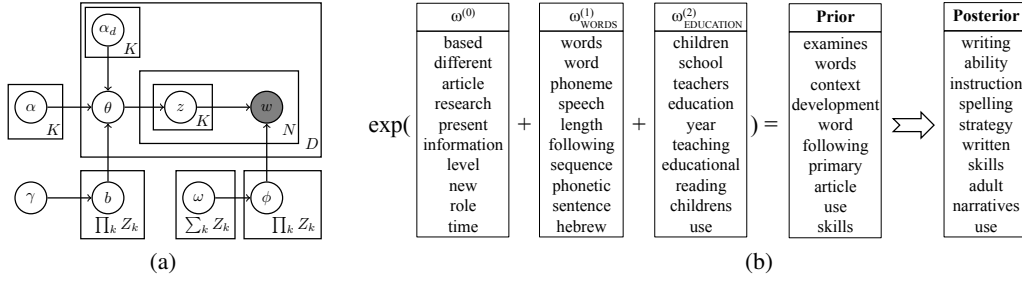 α_d
K
α
K
θ
z
K
w
N
D
γ
b
∏_k Z_k
ω
∑_k Z_k
ϕ
∏_k Z_k
(a)
exp(
ω^(0)
based
different
article
research
present
information
level
new
role
time
+
ω^(1)_WORDS
words
word
phoneme
speech
length
following
sequence
phonetic
sentence
hebrew
+
ω^(2)_EDUCATION
children
school
teachers
education
year
teaching
educational
reading
childrens
use
) =
Prior
examines
words
context
development
word
following
primary
article
use
skills
Posterior
writing
ability
instruction
spelling
strategy
written
skills
adult
narratives
use
(b)